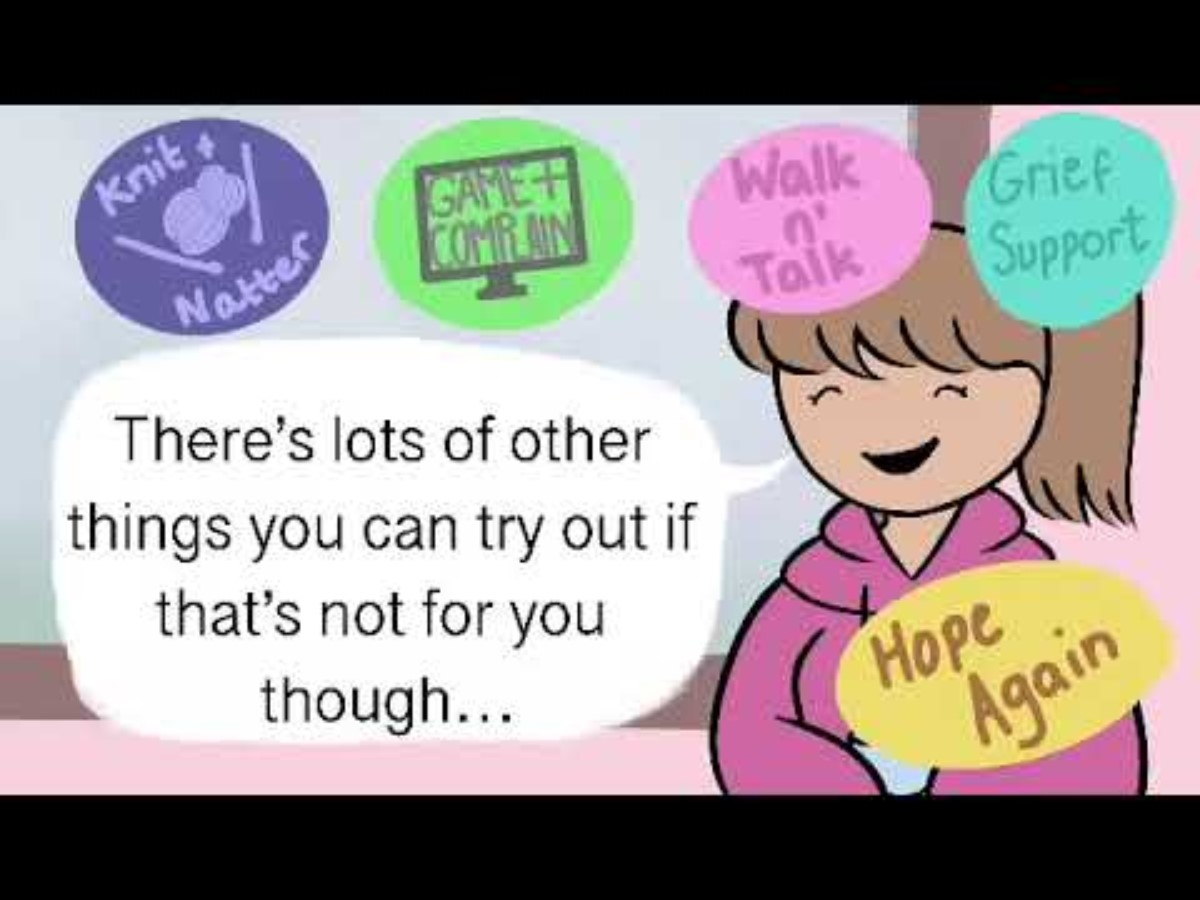 Knit +
Natter
GAME +
COMPLAIN
Walk
n'
Talk
Grief
Support
There's lots of other
things you can try out if
that's not for you
though...
Hope
Again